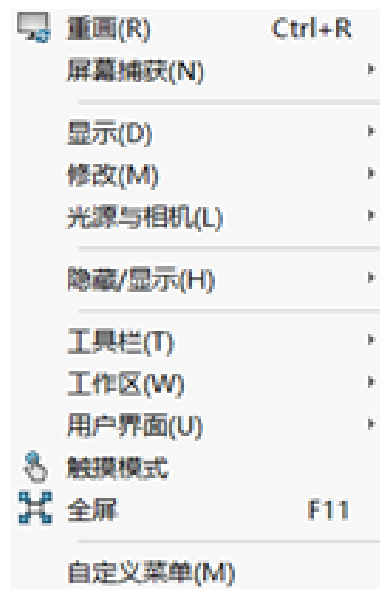 重画(R) Ctrl+R
屏幕捕获(N)
显示(D)
修改(M)
光源与相机(L)
隐藏/显示(H)
工具栏(T)
工作区(W)
用户界面(U)
触摸模式
全屏 F11
自定义菜单(M)